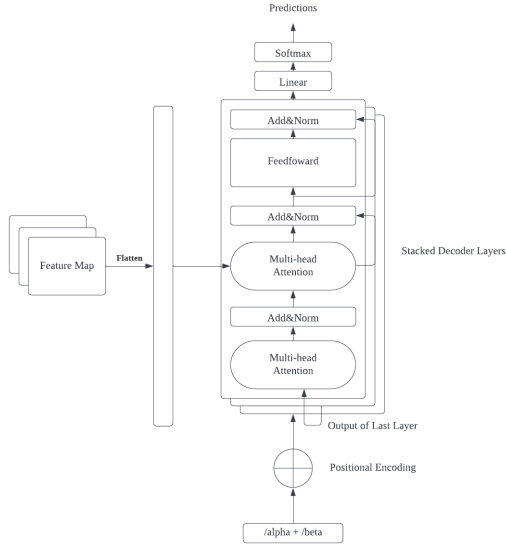 Predictions
Softmax
Linear
Add&Norm
Feedfoward
Add&Norm
Feature Map
Flatten
Multi-head
Attention
Stacked Decoder Layers
Add&Norm
Multi-head
Attention
Output of Last Layer
Positional Encoding
/alpha + /beta